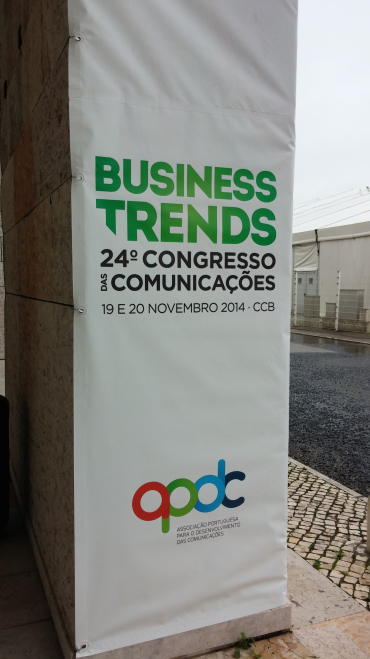 BUSINESS
TRENDS
24º CONGRESSO
DAS COMUNICAÇÕES
19 E 20 NOVEMBRO 2014 · CCB
apdc
ASSOCIAÇÃO PORTUGUESA
PARA O DESENVOLVIMENTO
DAS COMUNICAÇÕES